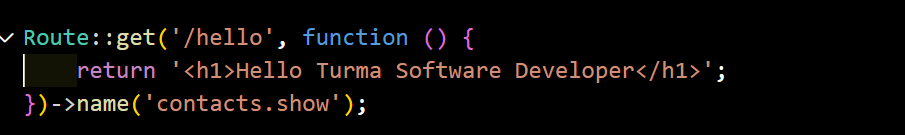 Route::get('/hello', function () {
    return '<h1>Hello Turma Software Developer</h1>';
})->name('contacts.show');